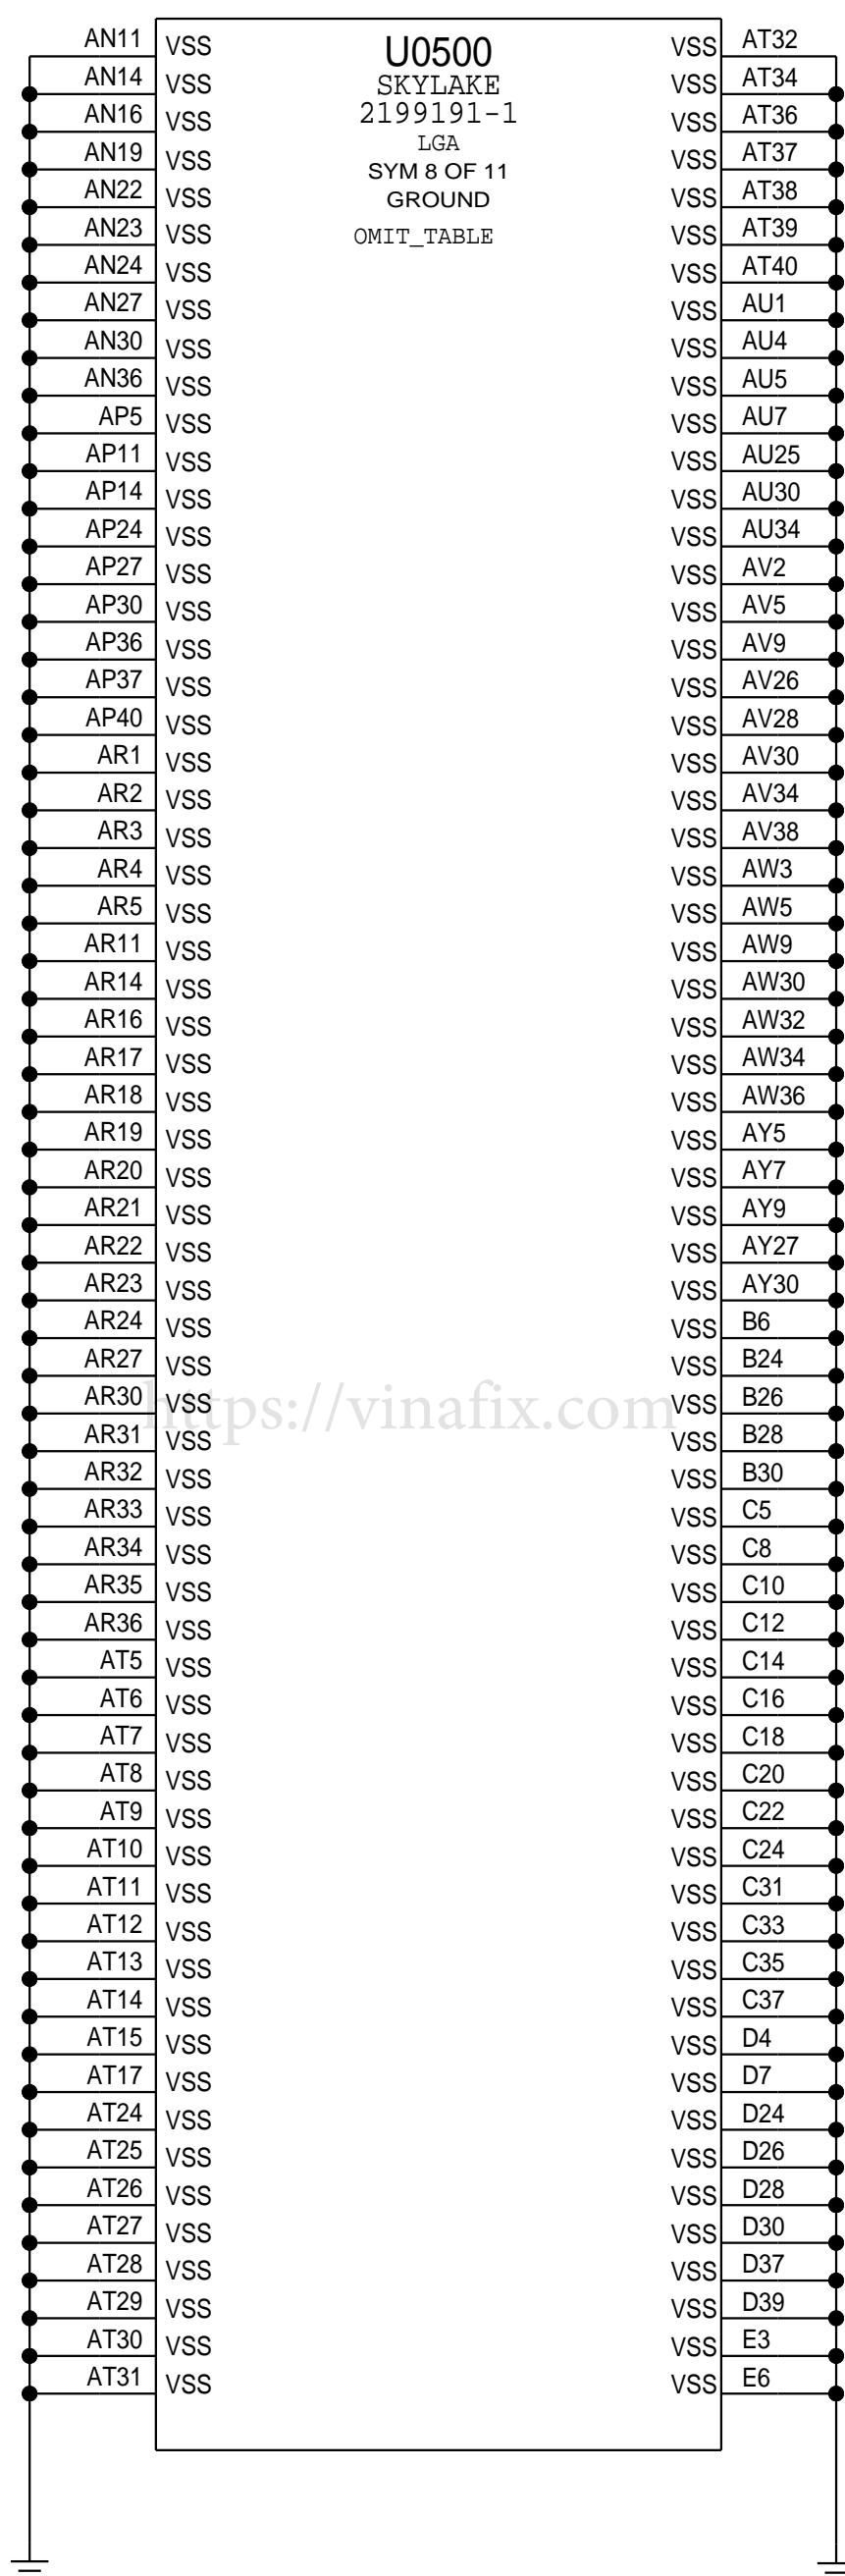 U0500
SKYLAKE
2199191-1
LGA
SYM 8 OF 11
GROUND
OMIT_TABLE
AN11 VSS VSS AT32
AN14 VSS VSS AT34
AN16 VSS VSS AT36
AN19 VSS VSS AT37
AN22 VSS VSS AT38
AN23 VSS VSS AT39
AN24 VSS VSS AT40
AN27 VSS VSS AU1
AN30 VSS VSS AU4
AN36 VSS VSS AU5
AP5 VSS VSS AU7
AP11 VSS VSS AU25
AP14 VSS VSS AU30
AP24 VSS VSS AU34
AP27 VSS VSS AV2
AP30 VSS VSS AV5
AP36 VSS VSS AV9
AP37 VSS VSS AV26
AP40 VSS VSS AV28
AR1 VSS VSS AV30
AR2 VSS VSS AV34
AR3 VSS VSS AV38
AR4 VSS VSS AW3
AR5 VSS VSS AW5
AR11 VSS VSS AW9
AR14 VSS VSS AW30
AR16 VSS VSS AW32
AR17 VSS VSS AW34
AR18 VSS VSS AW36
AR19 VSS VSS AY5
AR20 VSS VSS AY7
AR21 VSS VSS AY9
AR22 VSS VSS AY27
AR23 VSS VSS AY30
AR24 VSS VSS B6
AR27 VSS VSS B24
AR30 VSS VSS B26
https://vinafix.com
AR31 VSS VSS B28
AR32 VSS VSS B30
AR33 VSS VSS C5
AR34 VSS VSS C8
AR35 VSS VSS C10
AR36 VSS VSS C12
AT5 VSS VSS C14
AT6 VSS VSS C16
AT7 VSS VSS C18
AT8 VSS VSS C20
AT9 VSS VSS C22
AT10 VSS VSS C24
AT11 VSS VSS C31
AT12 VSS VSS C33
AT13 VSS VSS C35
AT14 VSS VSS C37
AT15 VSS VSS D4
AT17 VSS VSS D7
AT24 VSS VSS D24
AT25 VSS VSS D26
AT26 VSS VSS D28
AT27 VSS VSS D30
AT28 VSS VSS D37
AT29 VSS VSS D39
AT30 VSS VSS E3
AT31 VSS VSS E6